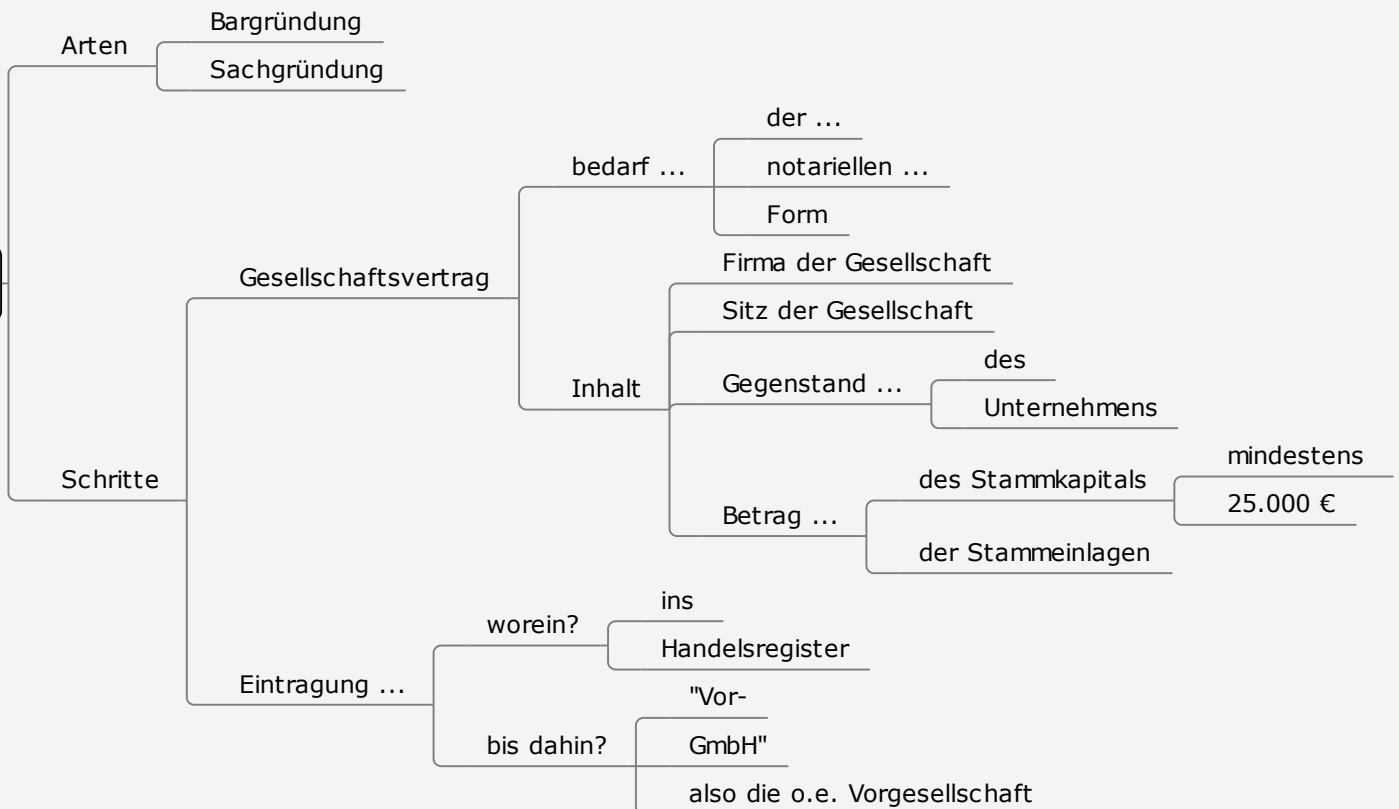 Arten
Bargründung
Sachgründung
Schritte
Gesellschaftsvertrag
bedarf ...
der ...
notariellen ...
Form
Inhalt
Firma der Gesellschaft
Sitz der Gesellschaft
Gegenstand ...
des
Unternehmens
Betrag ...
des Stammkapitals
mindestens
25.000 €
der Stammeinlagen
Eintragung ...
worein?
ins
Handelsregister
bis dahin?
"Vor-
GmbH"
also die o.e. Vorgesellschaft